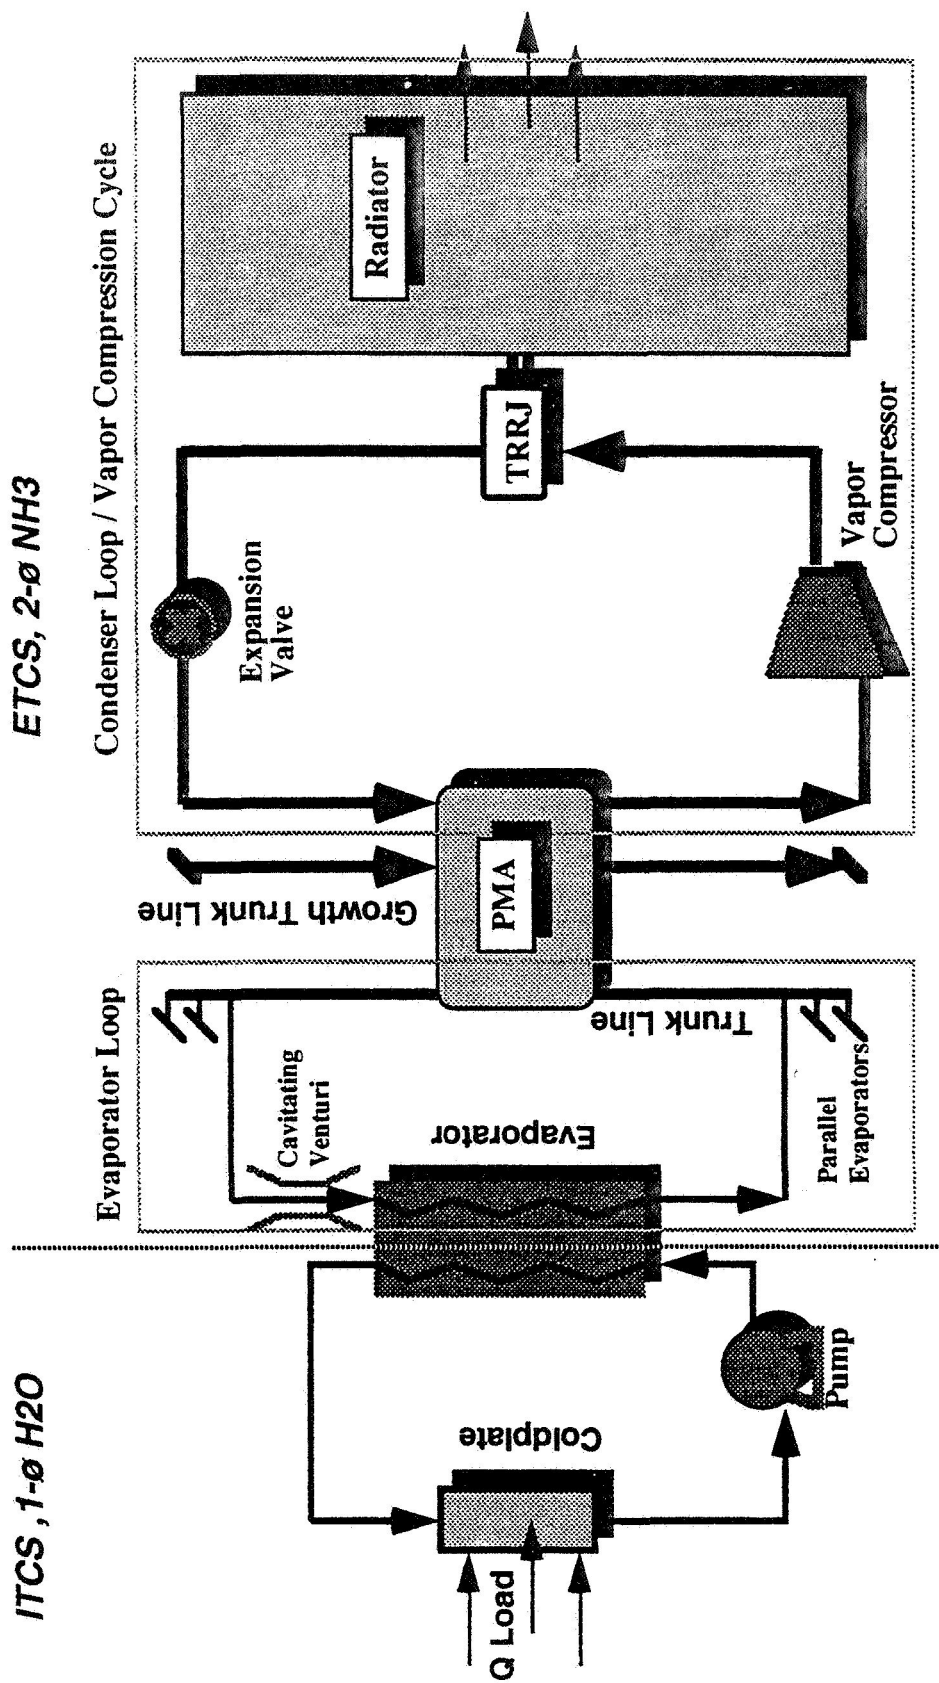 ITCS , 1-ø H2O
ETCS, 2-ø NH3
Evaporator Loop
Condenser Loop / Vapor Compression Cycle
Q Load
Coldplate
Pump
Cavitating
Venturi
Evaporator
Parallel
Evaporators
Trunk Line
Growth Trunk Line
PMA
Expansion
Valve
TRRJ
Vapor
Compressor
Radiator